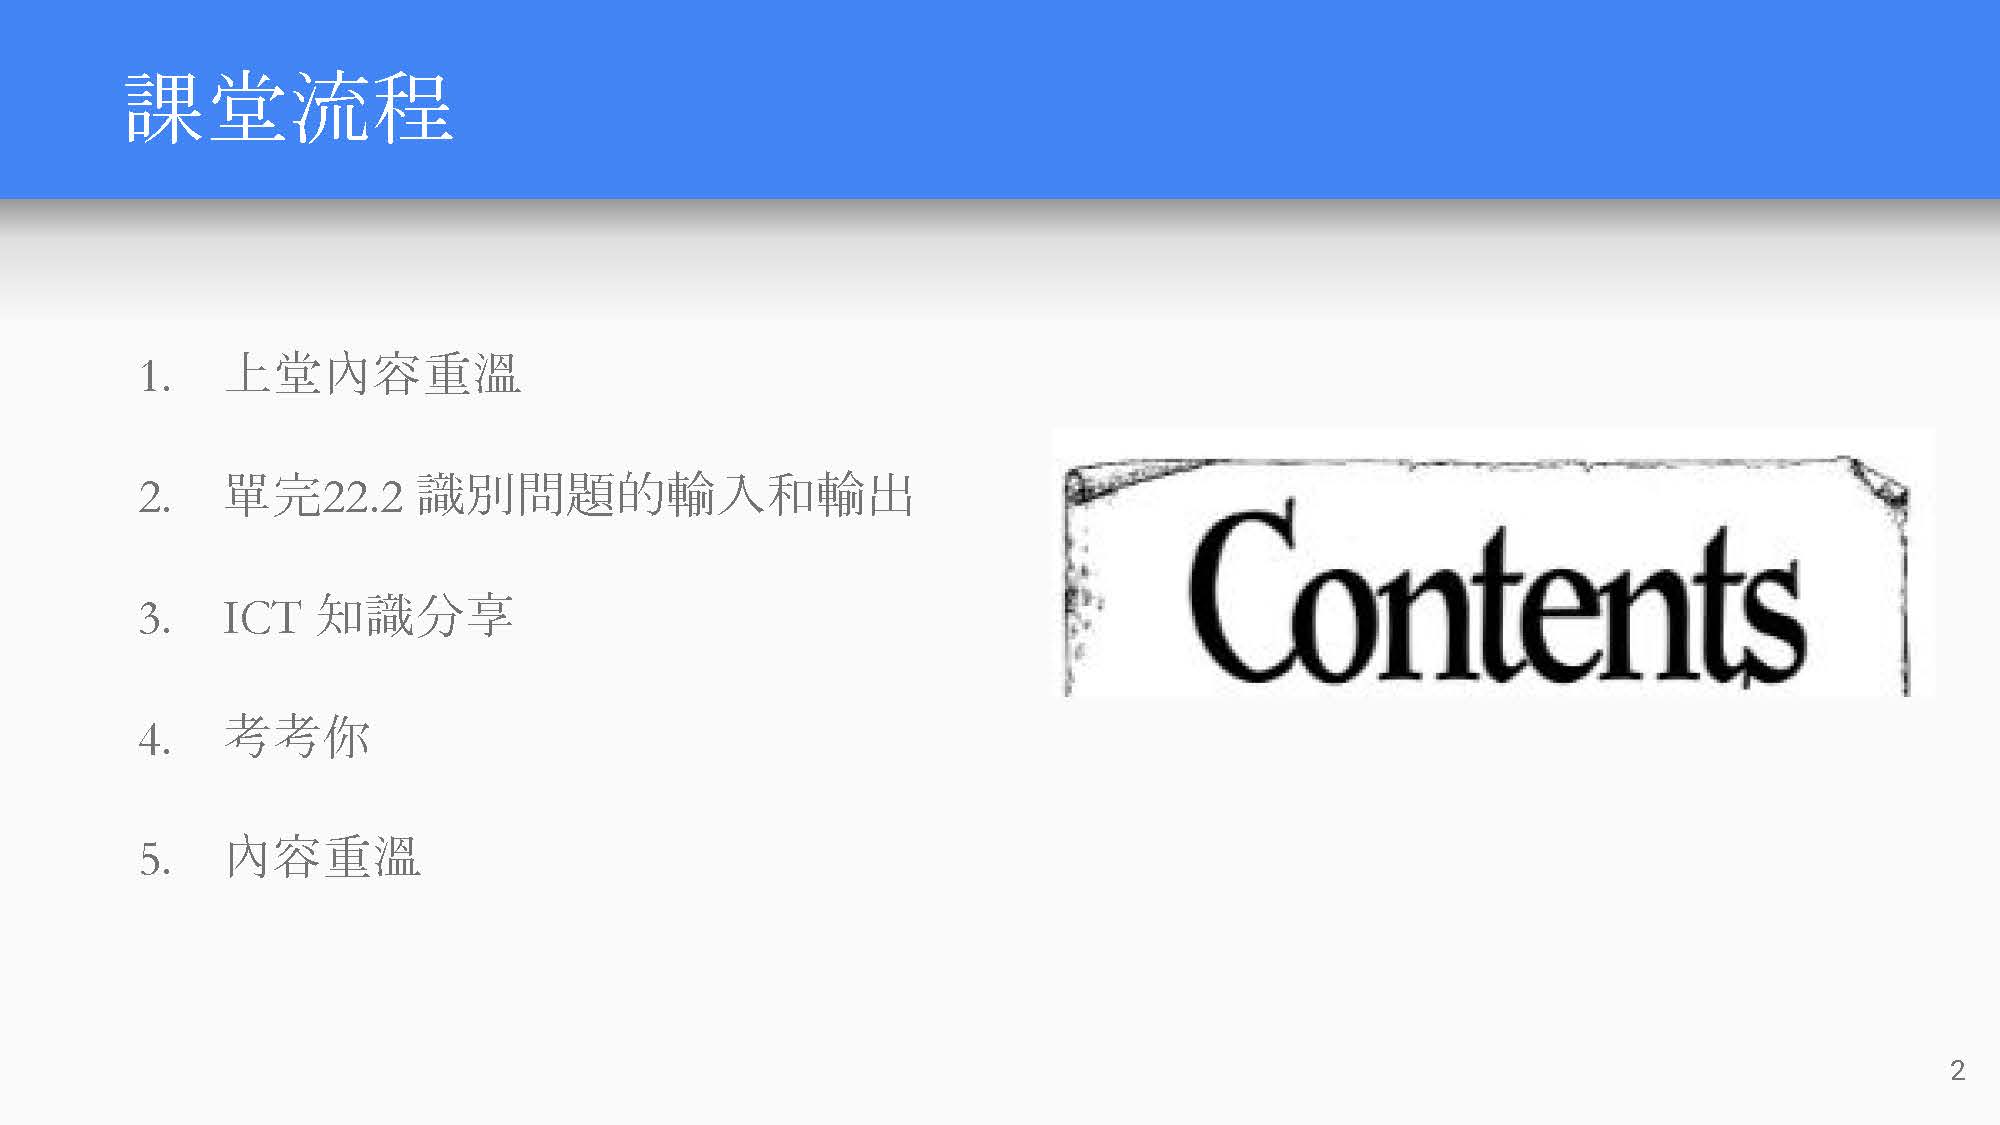 課堂流程
1. 上堂內容重溫
2. 單完22.2 識別問題的輸入和輸出
3. ICT 知識分享
4. 考考你
5. 內容重溫
Contents
2